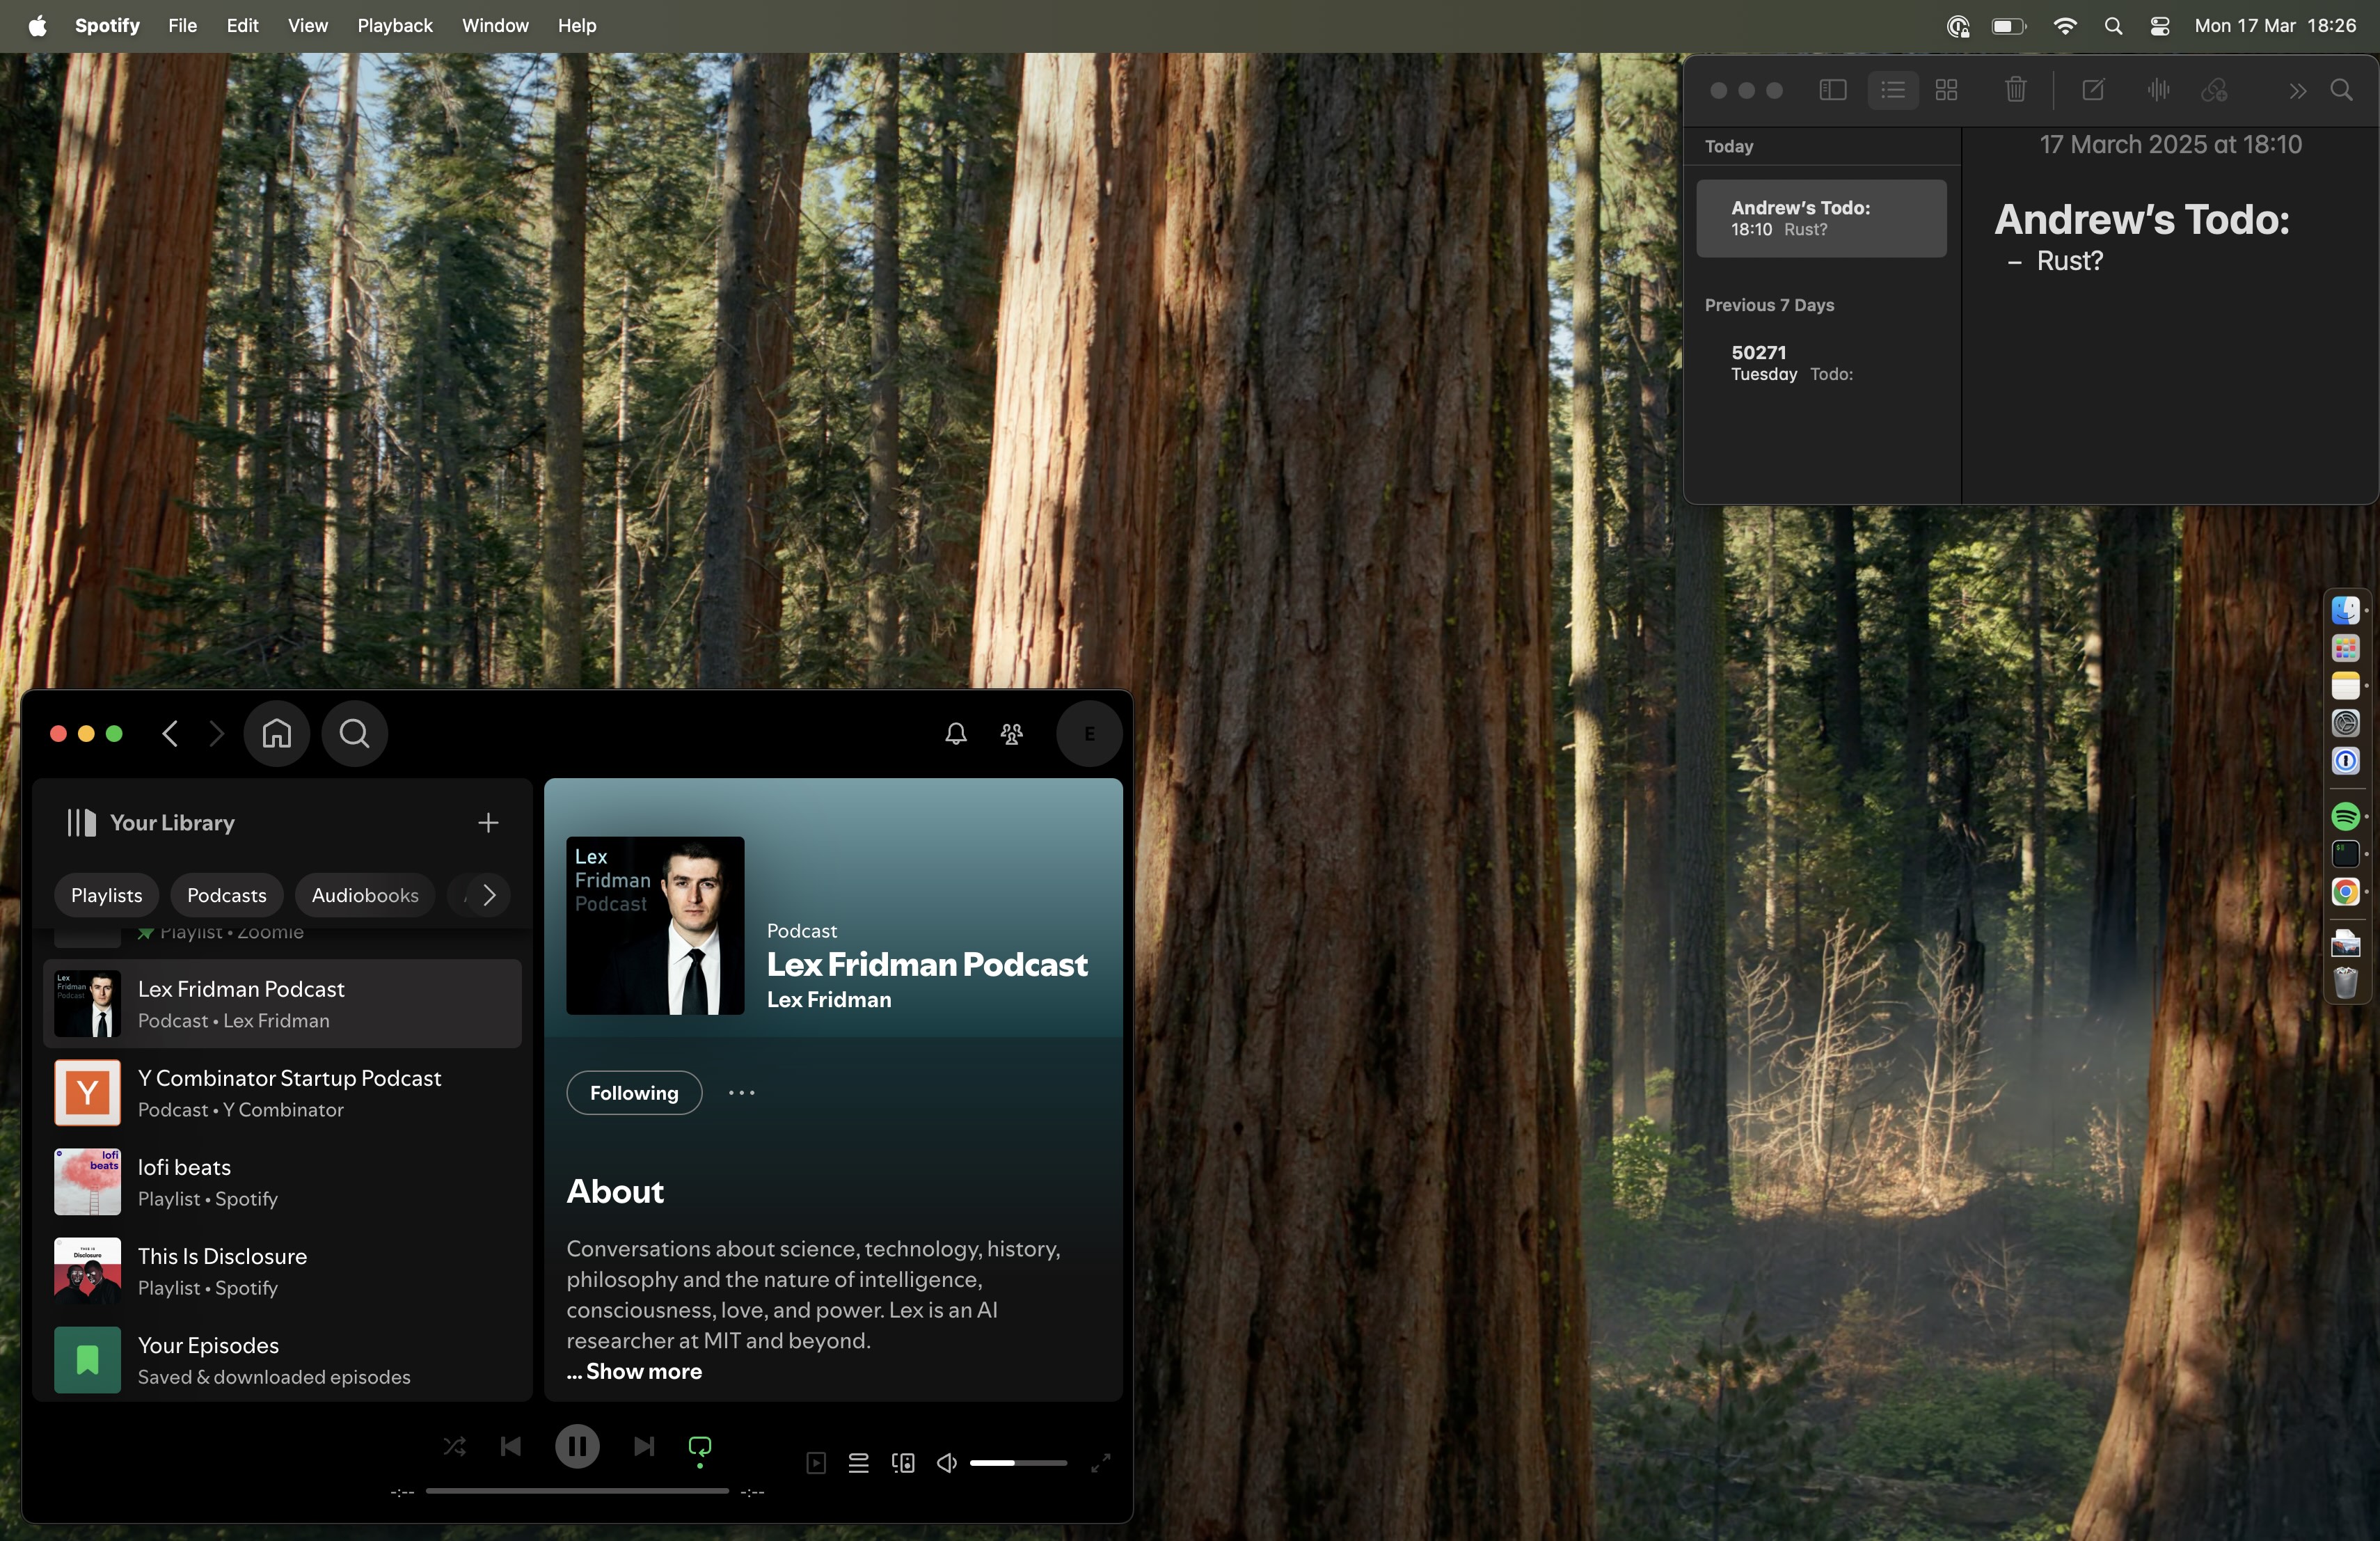 Spotify File Edit View Playback Window Help
Mon 17 Mar 18:26
Today
Andrew's Todo:
18:10 Rust?
Previous 7 Days
50271
Tuesday Todo:
17 March 2025 at 18:10
Andrew's Todo:
– Rust?
E
Your Library
Playlists Podcasts Audiobooks
Playlist • Zoomie
Lex Fridman Podcast
Podcast • Lex Fridman
Y Combinator Startup Podcast
Podcast • Y Combinator
lofi beats
lofi beats
Playlist • Spotify
THIS IS
Disclosure
This Is Disclosure
Playlist • Spotify
Your Episodes
Saved & downloaded episodes
Lex
Fridman
Podcast
Podcast
Lex Fridman Podcast
Lex Fridman
Following
About
Conversations about science, technology, history,
philosophy and the nature of intelligence,
consciousness, love, and power. Lex is an AI
researcher at MIT and beyond.
... Show more
-:--
-:--